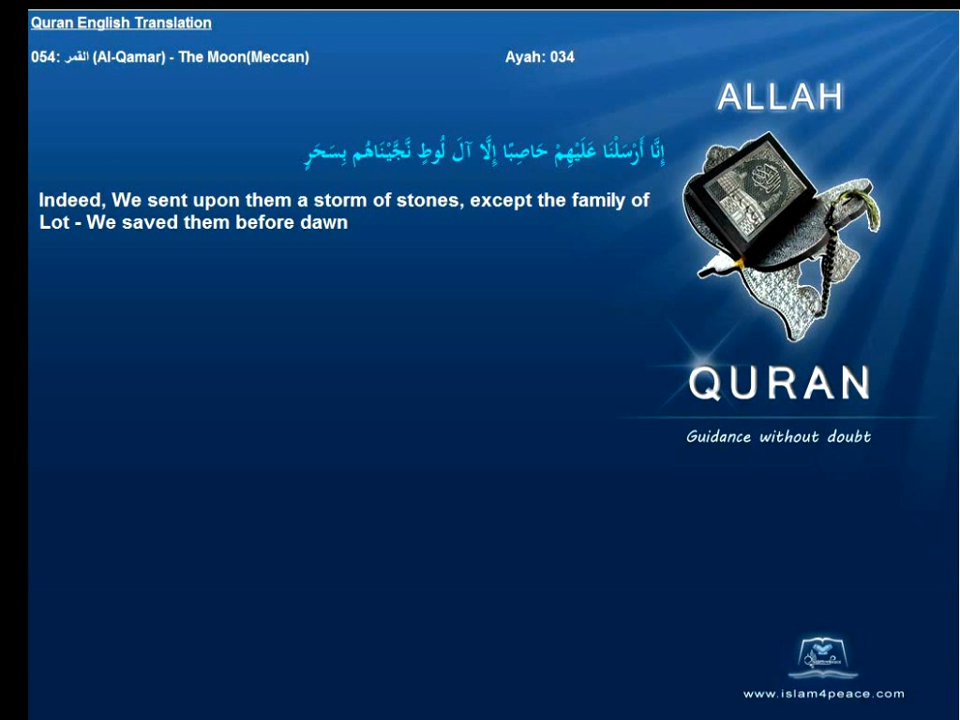 Quran English Translation
054: القمر (Al-Qamar) - The Moon(Meccan) Ayah: 034
ALLAH
إِنَّا أَرْسَلْنَا عَلَيْهِمْ حَاصِبًا إِلَّا آلَ لُوطٍ نَّجَّيْنَاهُم بِسَحَرٍ
Indeed, We sent upon them a storm of stones, except the family of
Lot - We saved them before dawn
QURAN
Guidance without doubt
www.islam4peace.com